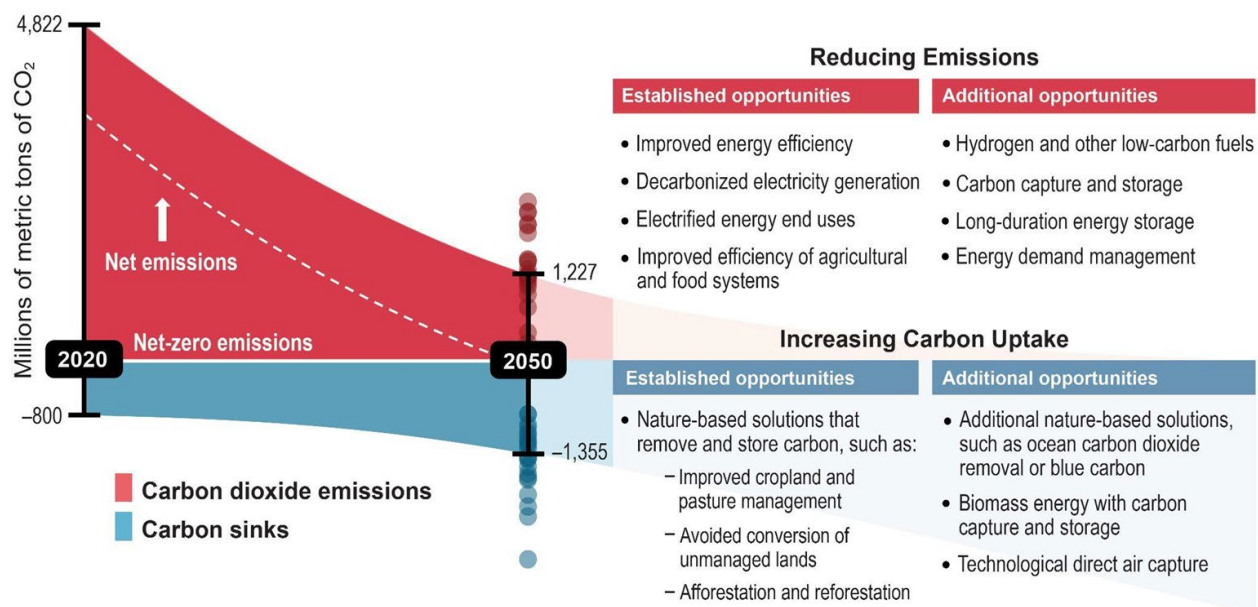 4,822
Millions of metric tons of CO₂
Net emissions
Net-zero emissions
2020
2050
–800
1,227
–1,355
Carbon dioxide emissions
Carbon sinks
Reducing Emissions
Established opportunities
• Improved energy efficiency
• Decarbonized electricity generation
• Electrified energy end uses
• Improved efficiency of agricultural
and food systems
Additional opportunities
• Hydrogen and other low-carbon fuels
• Carbon capture and storage
• Long-duration energy storage
• Energy demand management
Increasing Carbon Uptake
Established opportunities
• Nature-based solutions that
remove and store carbon, such as:
– Improved cropland and
pasture management
– Avoided conversion of
unmanaged lands
– Afforestation and reforestation
Additional opportunities
• Additional nature-based solutions,
such as ocean carbon dioxide
removal or blue carbon
• Biomass energy with carbon
capture and storage
• Technological direct air capture